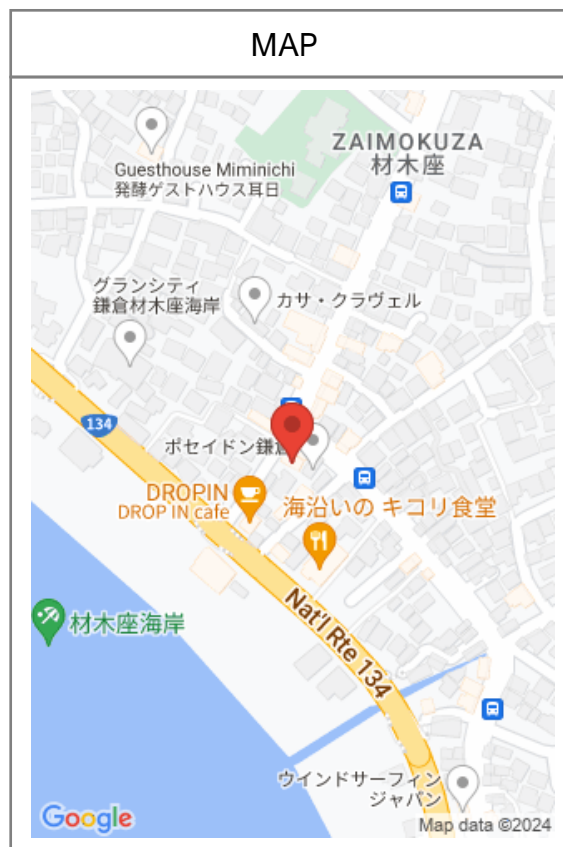 MAP
ZAIMOKUZA
材木座
Guesthouse Miminichi
発酵ゲストハウス耳日
グランシティ
鎌倉材木座海岸
カサ・クラヴェル
134
ポセイドン鎌倉
DROPIN
DROP IN cafe
海沿いの キコリ食堂
Nat'l Rte 134
材木座海岸
ウインドサーフィン
ジャパン
Google
Map data ©2024